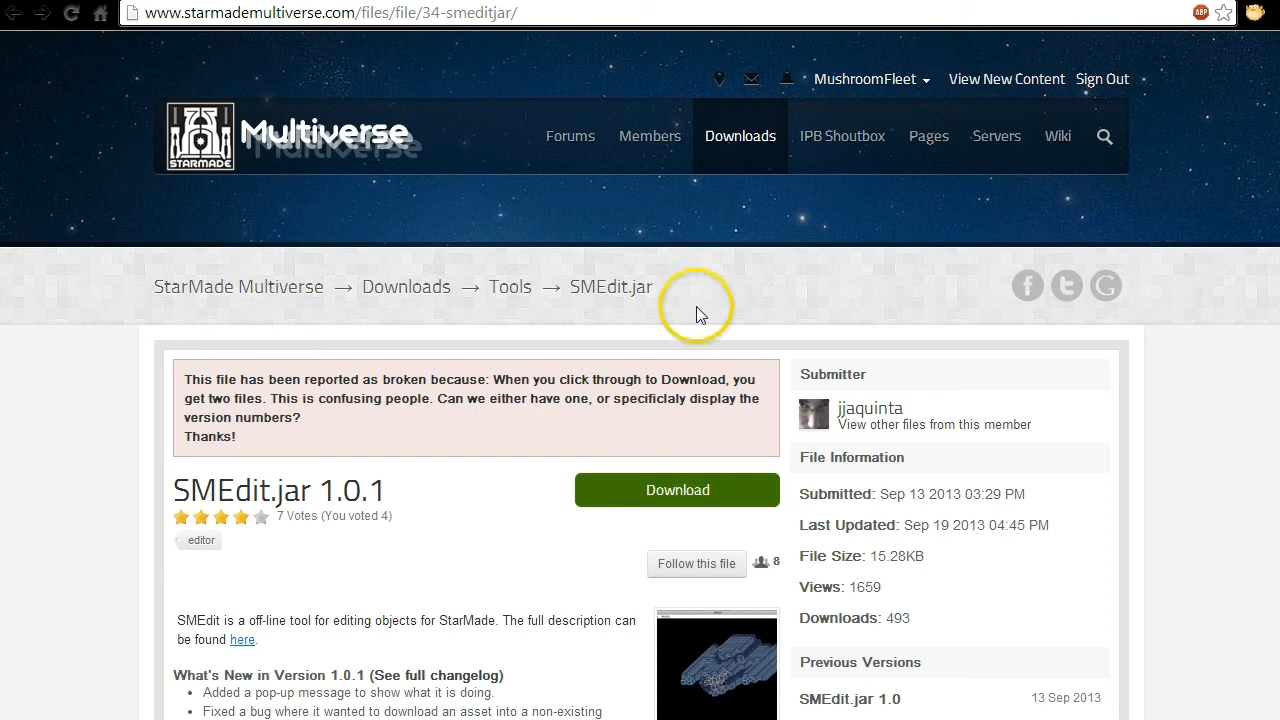 www.starmademultiverse.com/files/file/34-smeditjar/
ABP
MushroomFleet View New Content Sign Out
STARMADE
Multiverse
Forums Members Downloads IPB Shoutbox Pages Servers Wiki
StarMade Multiverse → Downloads → Tools → SMEdit.jar
This file has been reported as broken because: When you click through to Download, you
get two files. This is confusing people. Can we either have one, or specificlaly display the
version numbers?
Thanks!
SMEdit.jar 1.0.1
Download
7 Votes (You voted 4)
editor
Follow this file 8
SMEdit is a off-line tool for editing objects for StarMade. The full description can
be found here.
What's New in Version 1.0.1 (See full changelog)
• Added a pop-up message to show what it is doing.
• Fixed a bug where it wanted to download an asset into a non-existing
Submitter
jjaquinta
View other files from this member
File Information
Submitted: Sep 13 2013 03:29 PM
Last Updated: Sep 19 2013 04:45 PM
File Size: 15.28KB
Views: 1659
Downloads: 493
Previous Versions
SMEdit.jar 1.0 13 Sep 2013